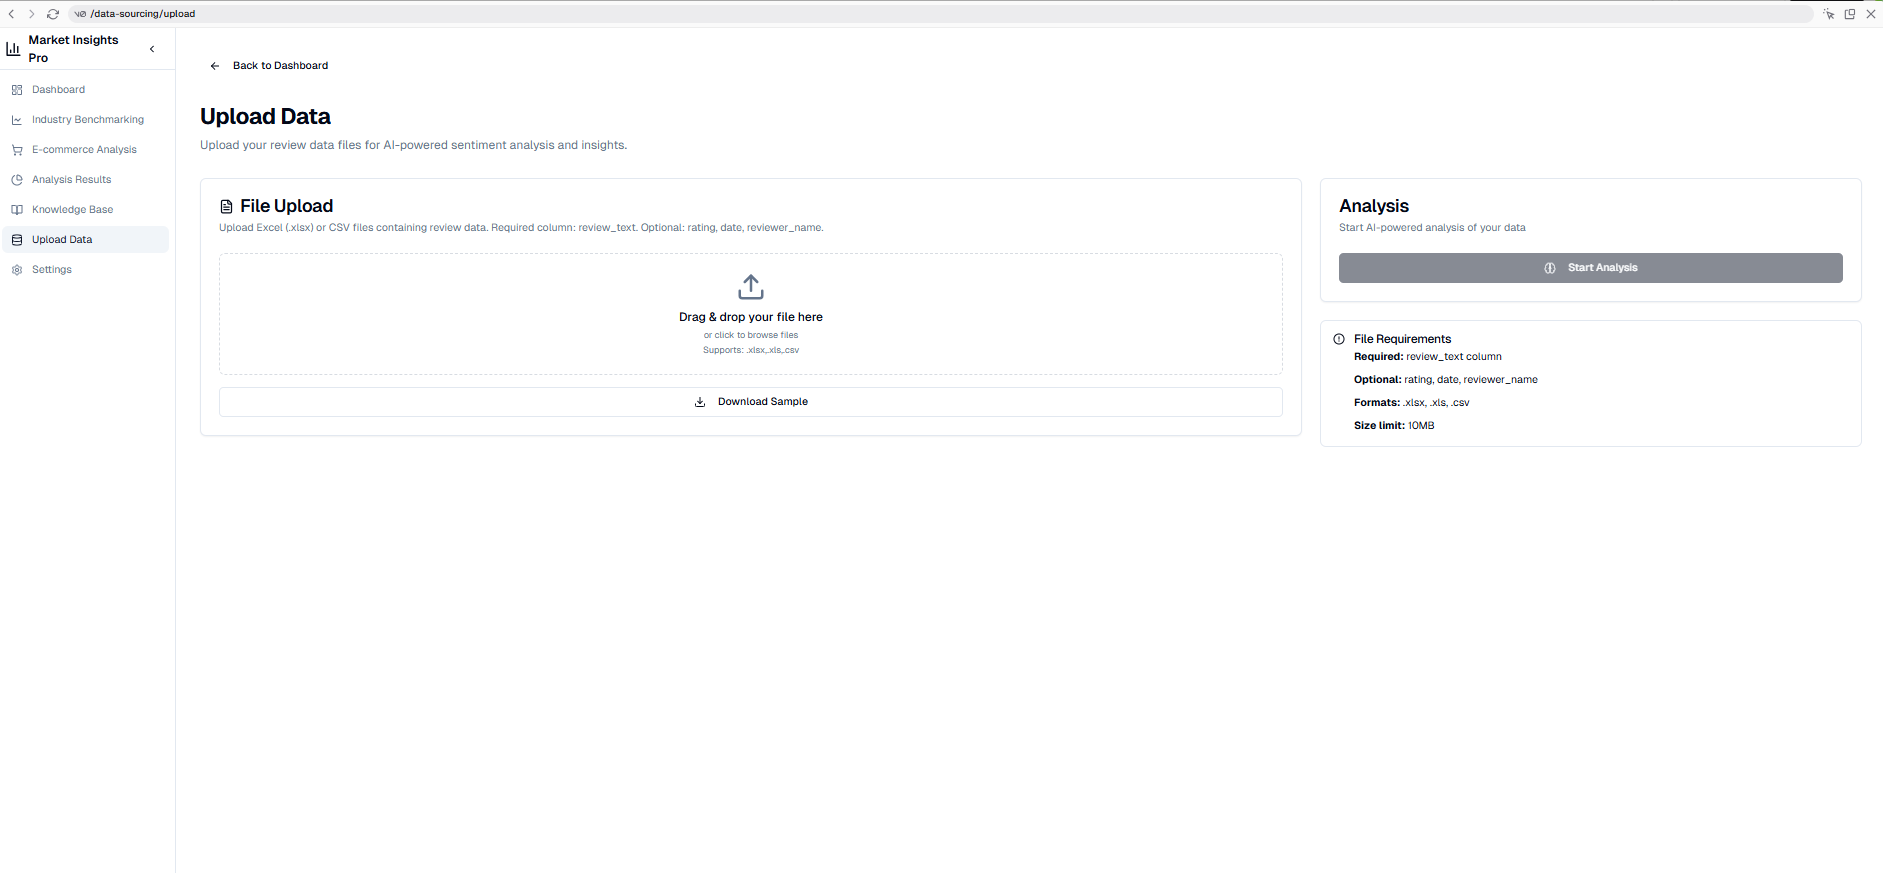 v0 /data-sourcing/upload
Market Insights
Pro
Dashboard
Industry Benchmarking
E-commerce Analysis
Analysis Results
Knowledge Base
Upload Data
Settings
Back to Dashboard
Upload Data
Upload your review data files for AI-powered sentiment analysis and insights.
File Upload
Upload Excel (.xlsx) or CSV files containing review data. Required column: review_text. Optional: rating, date, reviewer_name.
Drag & drop your file here
or click to browse files
Supports: .xlsx,.xls,.csv
Download Sample
Analysis
Start AI-powered analysis of your data
Start Analysis
File Requirements
Required: review_text column
Optional: rating, date, reviewer_name
Formats: .xlsx, .xls, .csv
Size limit: 10MB